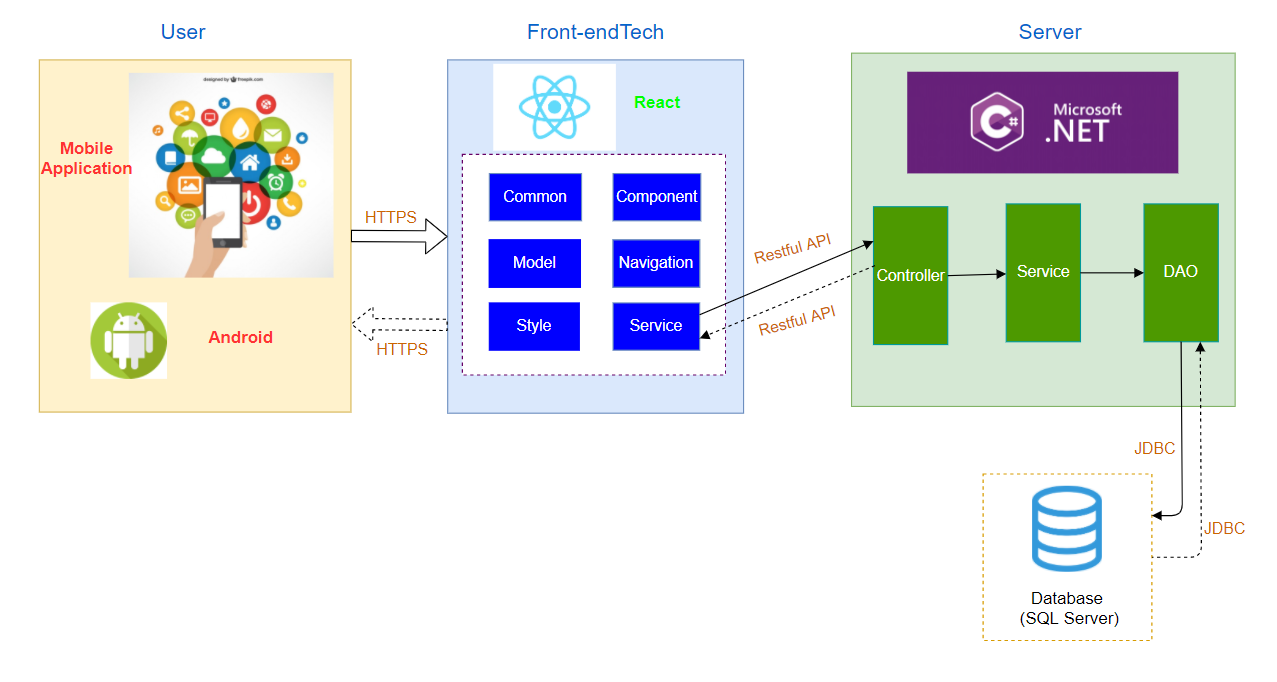 User
Front-endTech
Server
designed by freepik.com
Mobile
Application
Android
HTTPS
HTTPS
React
Common
Component
Model
Navigation
Style
Service
Restful API
Restful API
C#
Microsoft
.NET
Controller
Service
DAO
JDBC
JDBC
Database
(SQL Server)